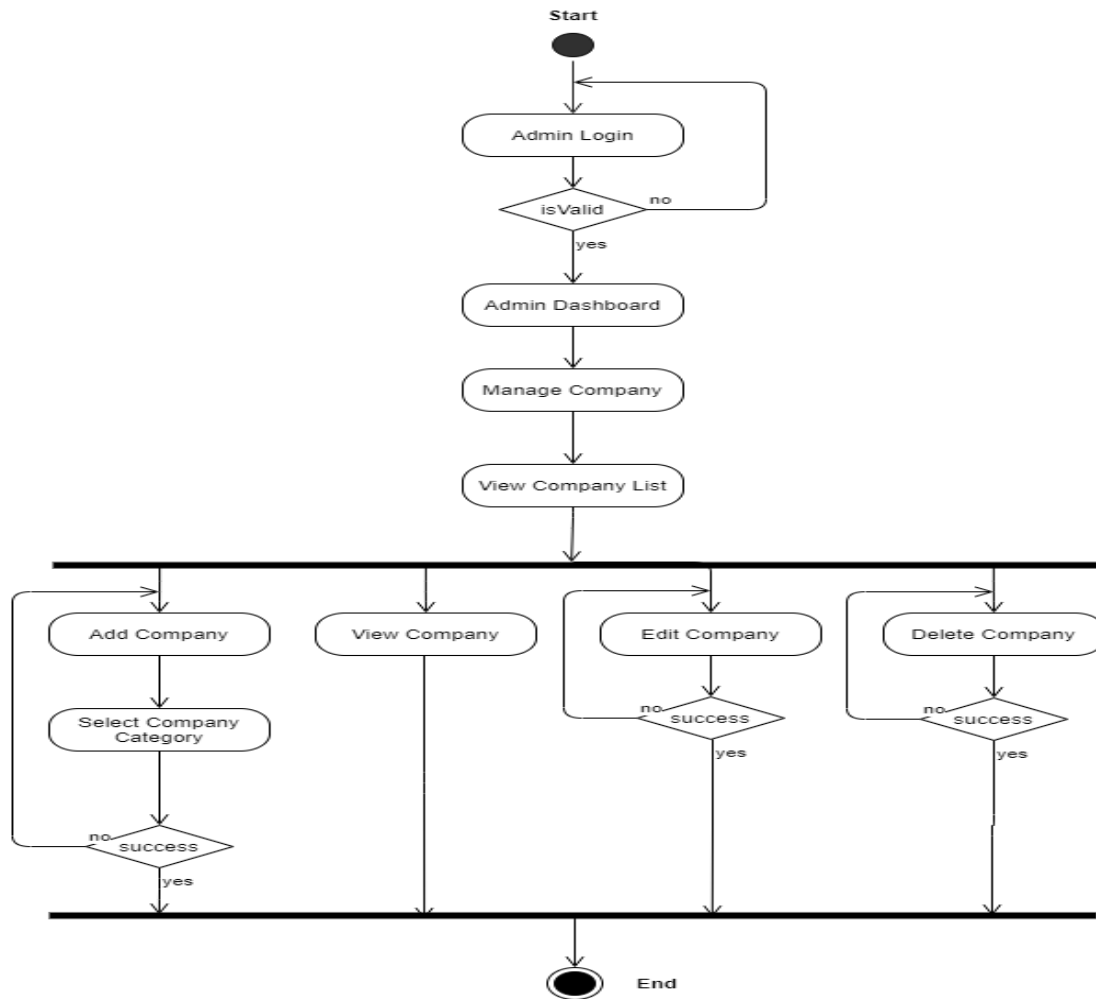 Start
Admin Login
isValid
no
yes
Admin Dashboard
Manage Company
View Company List
Add Company
View Company
Edit Company
Delete Company
Select Company
Category
no
success
yes
no
success
yes
no
success
yes
End